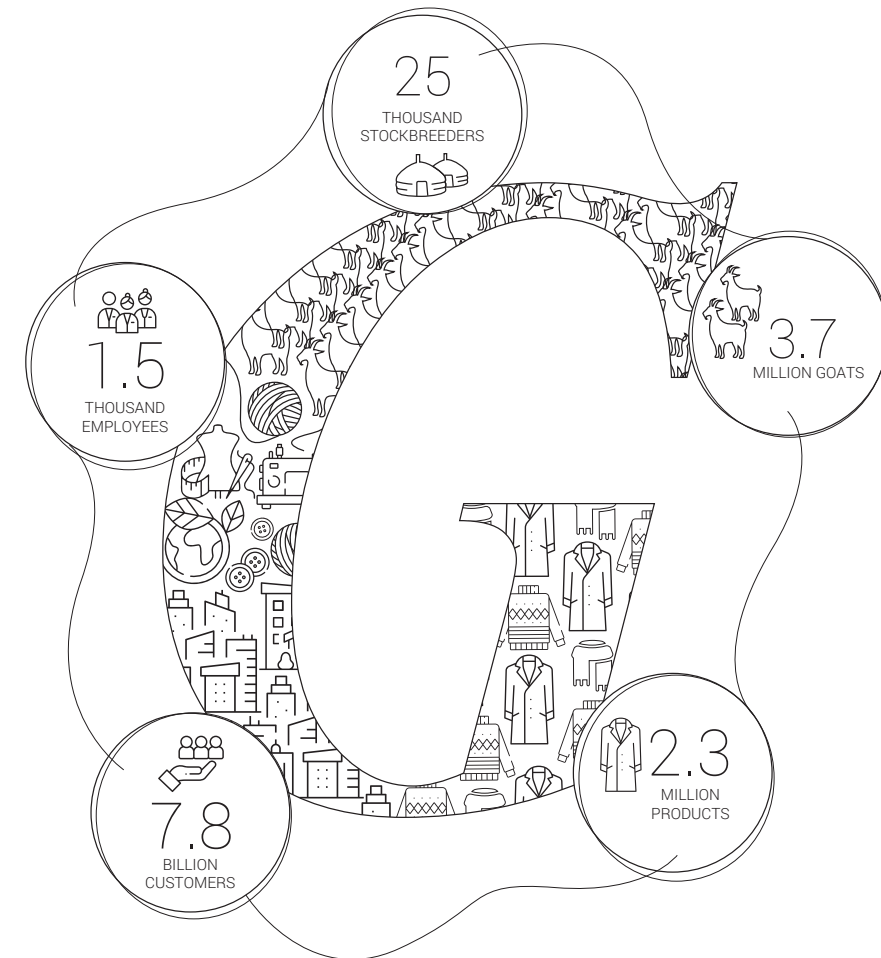 25
THOUSAND
STOCKBREEDERS
3.7
MILLION GOATS
1.5
THOUSAND
EMPLOYEES
2.3
MILLION
PRODUCTS
7.8
BILLION
CUSTOMERS